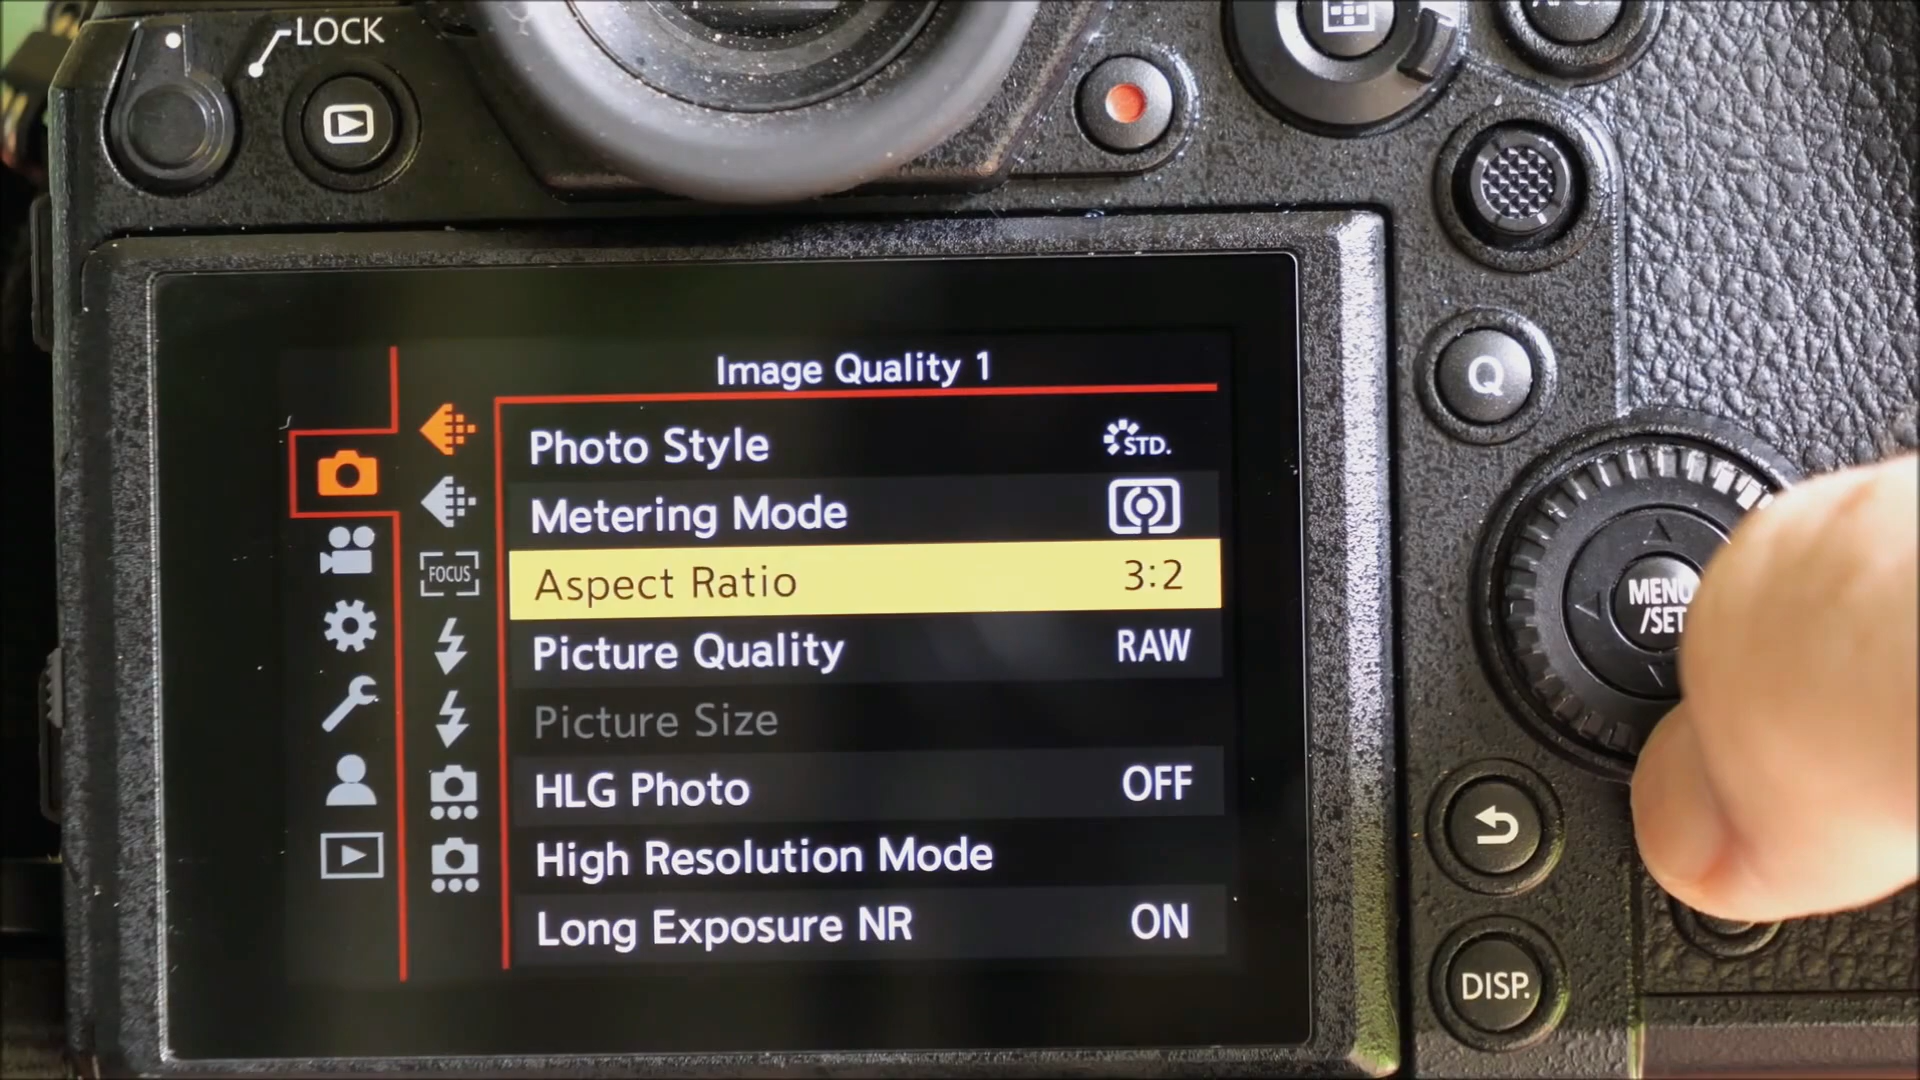 LOCK
Q
Image Quality 1
Photo Style STD.
Metering Mode
Aspect Ratio 3:2
FOCUS
Picture Quality RAW
MENU
/SET
Picture Size
HLG Photo OFF
High Resolution Mode
Long Exposure NR ON
DISP.